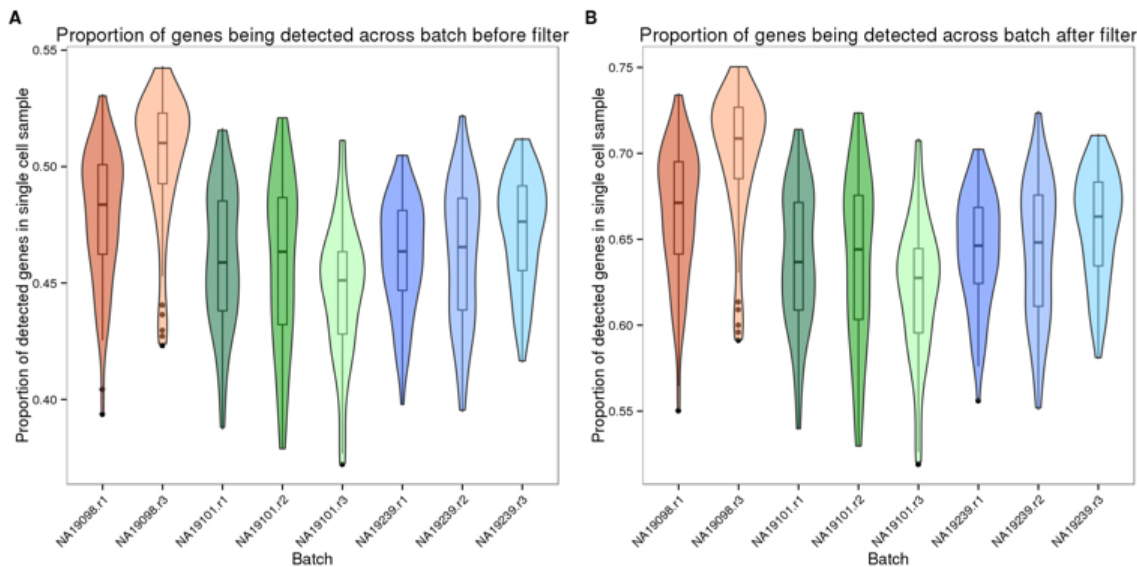 A
Proportion of genes being detected across batch before filter
Proportion of detected genes in single cell sample
0.55
0.50
0.45
0.40
NA19098.r1
NA19098.r3
NA19101.r1
NA19101.r2
NA19101.r3
NA19239.r1
NA19239.r2
NA19239.r3
Batch
B
Proportion of genes being detected across batch after filter
Proportion of detected genes in single cell sample
0.75
0.70
0.65
0.60
0.55
NA19098.r1
NA19098.r3
NA19101.r1
NA19101.r2
NA19101.r3
NA19239.r1
NA19239.r2
NA19239.r3
Batch